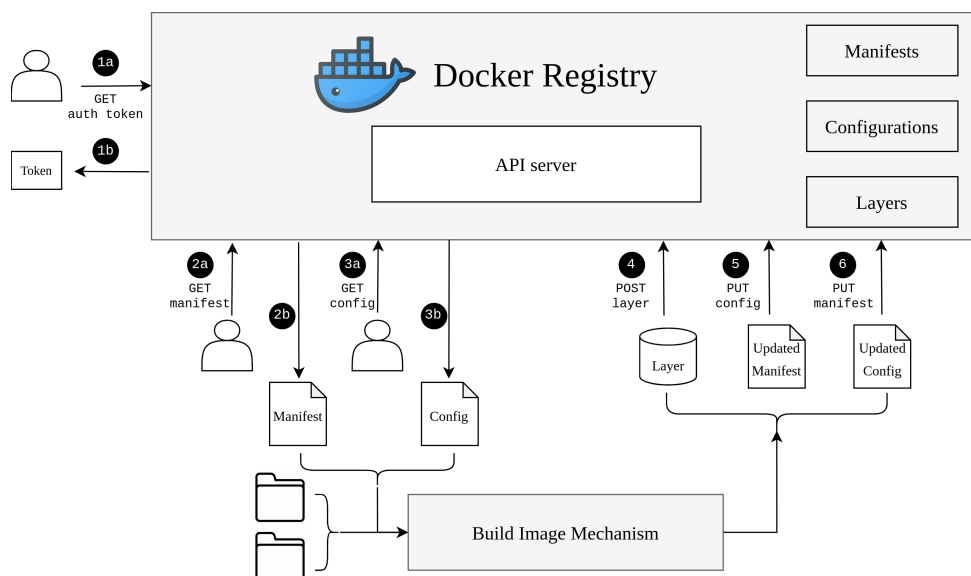 Docker Registry
API server
Manifests
Configurations
Layers
1a
GET
auth token
1b
Token
2a
GET
manifest
2b
3a
GET
config
3b
4
POST
layer
5
PUT
config
6
PUT
manifest
Manifest
Config
Layer
Updated
Manifest
Updated
Config
Build Image Mechanism